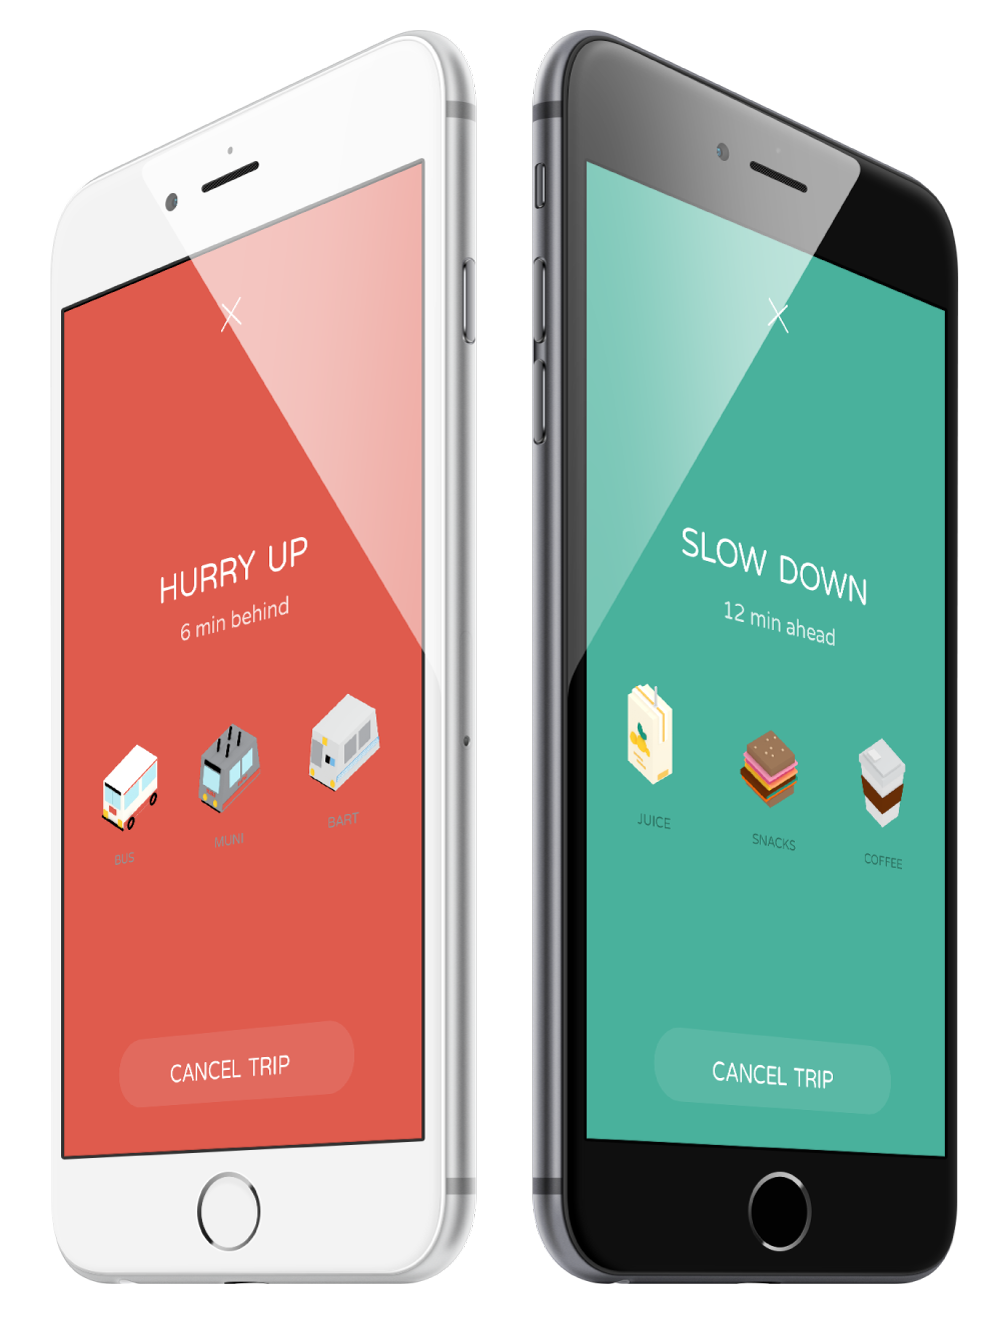 HURRY UP
6 min behind
BUS
MUNI
BART
CANCEL TRIP
SLOW DOWN
12 min ahead
JUICE
SNACKS
COFFEE
CANCEL TRIP